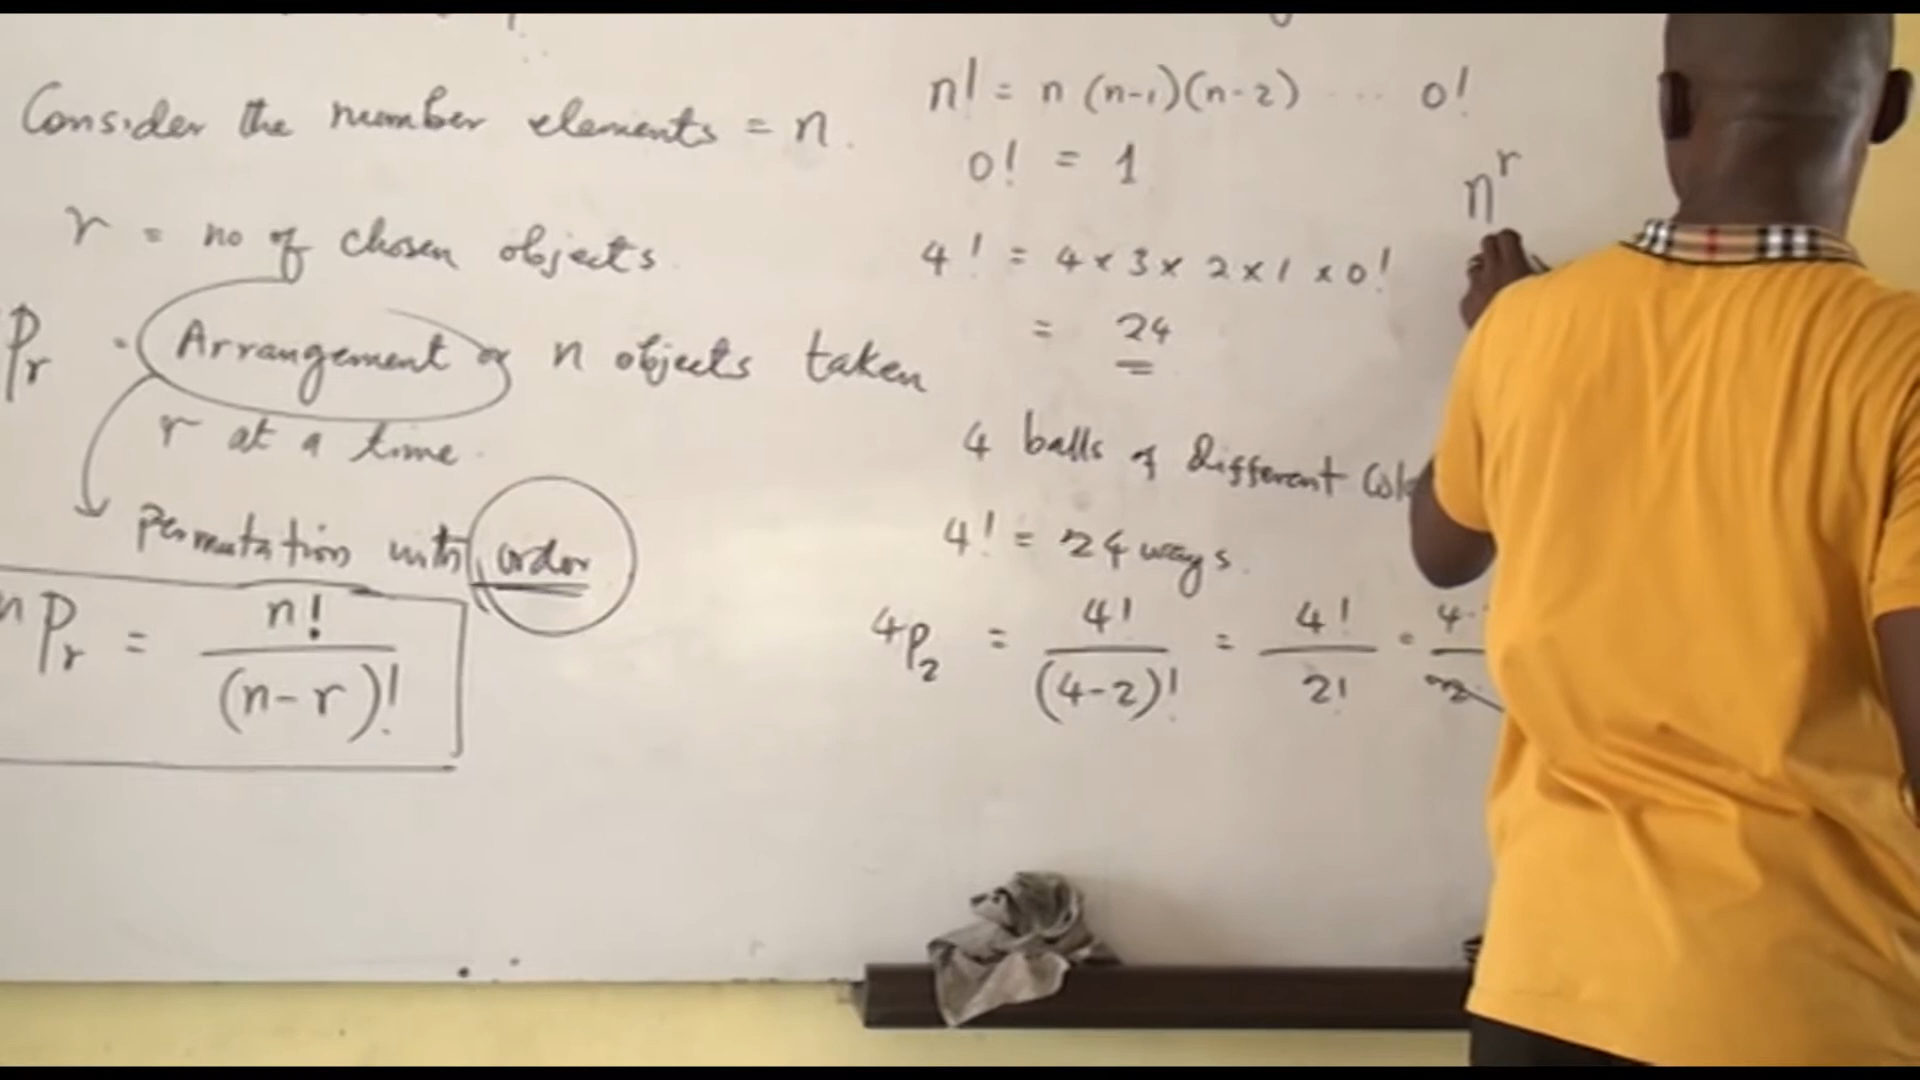 Consider the number elements = n.
r = no of chosen objects
Pr = Arrangement of n objects taken
r at a time.
permutation with order
nPr = n! / (n-r)!
n! = n (n-1)(n-2) ... 0!
0! = 1
n^r
4! = 4 x 3 x 2 x 1 x 0!
= 24
4 balls of different
4! = 24 ways.
4P2 = 4! / (4-2)! = 4! / 2! =